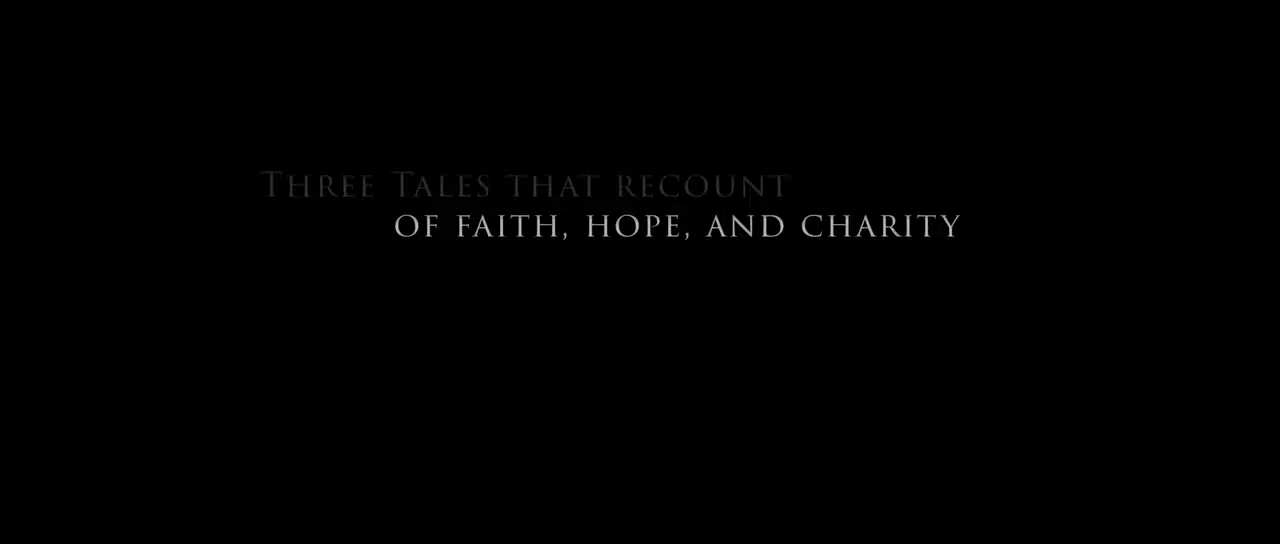 Three Tales that recount
of faith, hope, and charity